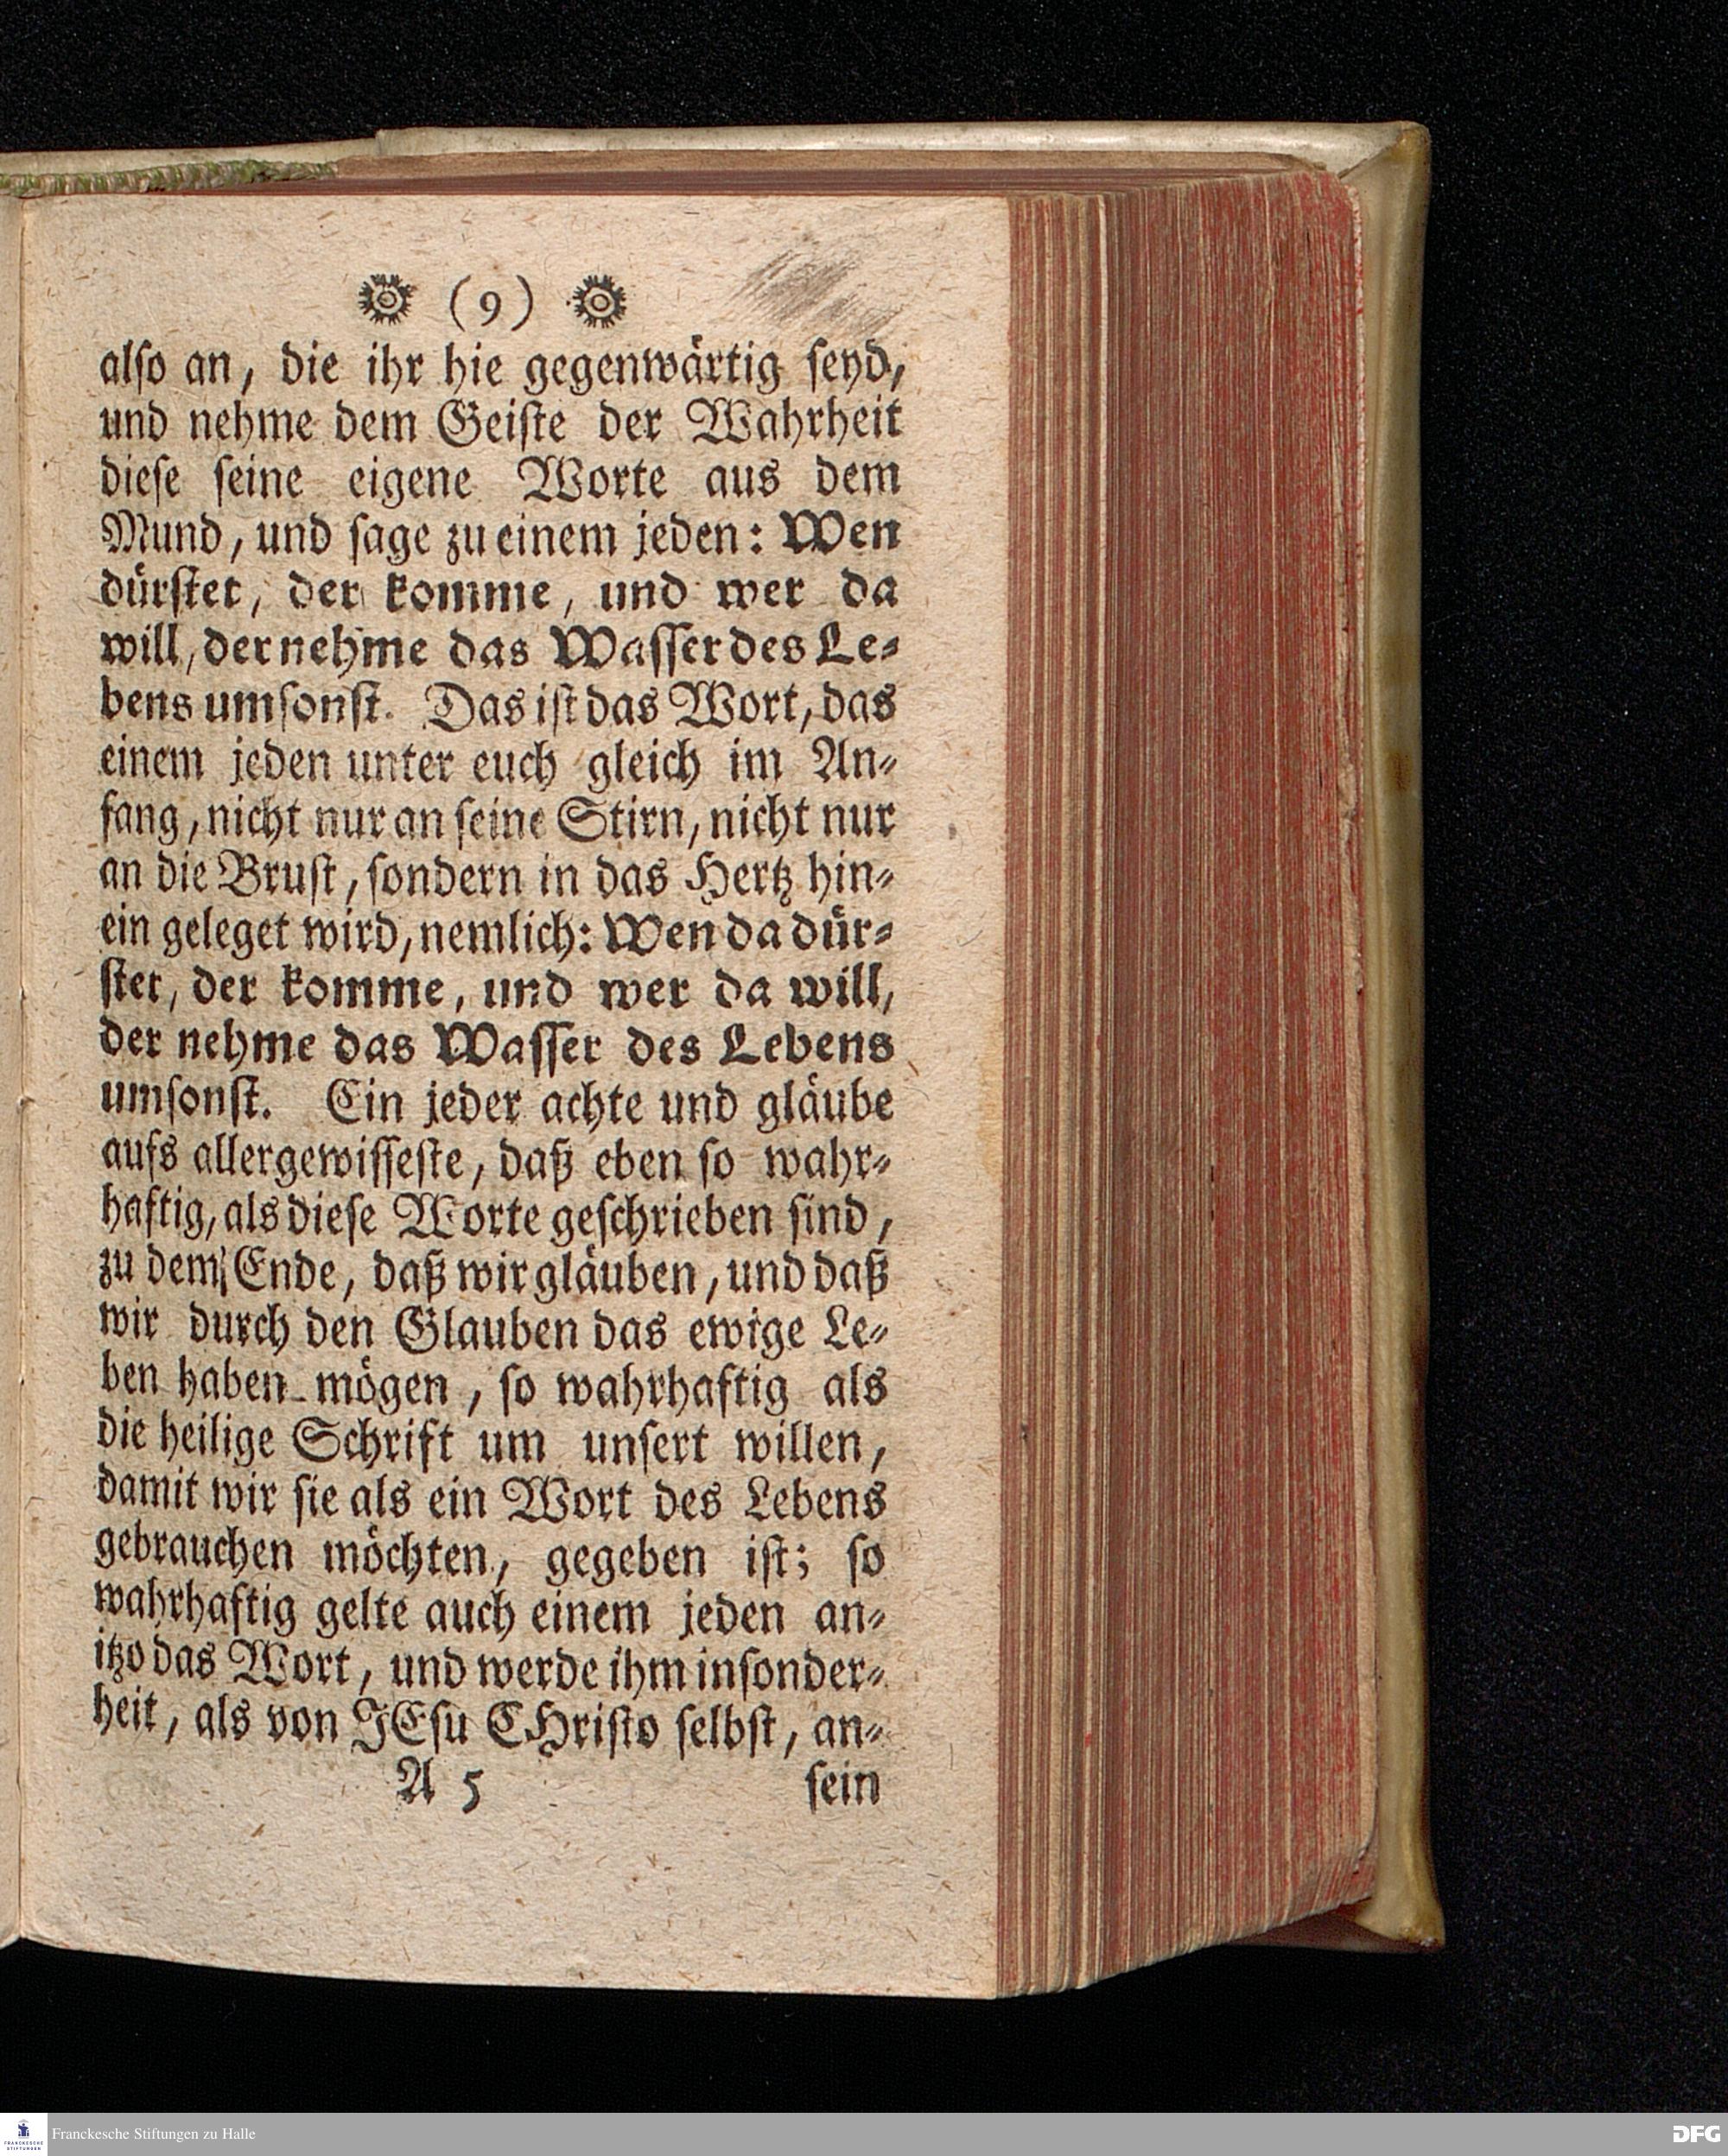 (9)
also an, die ihr hie gegenwärtig seyd,
und nehme dem Geiste der Wahrheit
diese seine eigene Worte aus dem
Mund, und sage zu einem jeden: Wen
dürstet, der komme, und wer da
will, der nehme das Wasser des Le-
bens umsonst. Das ist das Wort, das
einem jeden unter euch gleich im An-
fang, nicht nur an seine Stirn, nicht nur
an die Brust, sondern in das Hertz hin-
ein geleget wird, nemlich: Wen da dür-
stet, der komme, und wer da will,
der nehme das Wasser des Lebens
umsonst. Ein jeder achte und gläube
aufs allergewisseste, daß eben so wahr-
haftig, als diese Worte geschrieben sind,
zu dem Ende, daß wir gläuben, und daß
wir durch den Glauben das ewige Le-
ben haben mögen, so wahrhaftig als
die heilige Schrift um unsert willen,
damit wir sie als ein Wort des Lebens
gebrauchen möchten, gegeben ist; so
wahrhaftig gelte auch einem jeden an-
itzo das Wort, und werde ihm insonder-
heit, als von JEsu CHristo selbst, an-
A 5 sein
FRANCKESCHE
STIFTUNGEN
Franckesche Stiftungen zu Halle
DFG